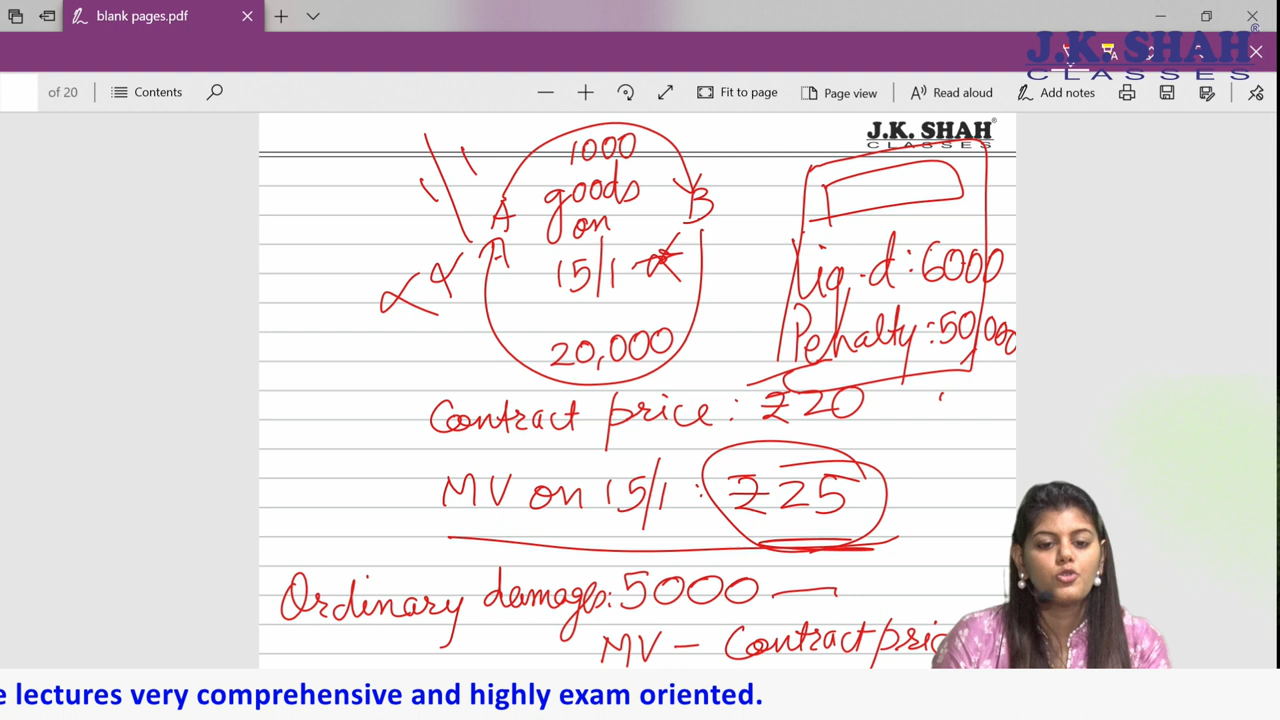 blank pages.pdf
J.K. SHAH®
CLASSES
of 20
Contents
Fit to page
Page view
Read aloud
Add notes
J.K. SHAH®
CLASSES
1000
goods
on
A
B
A
15/1
20,000
Liq.d: 6000
Penalty: 50,000
Contract price: ₹20
MV on 15/1: ₹25
Ordinary damages: 5000 —
MV - Contract pric
e lectures very comprehensive and highly exam oriented.